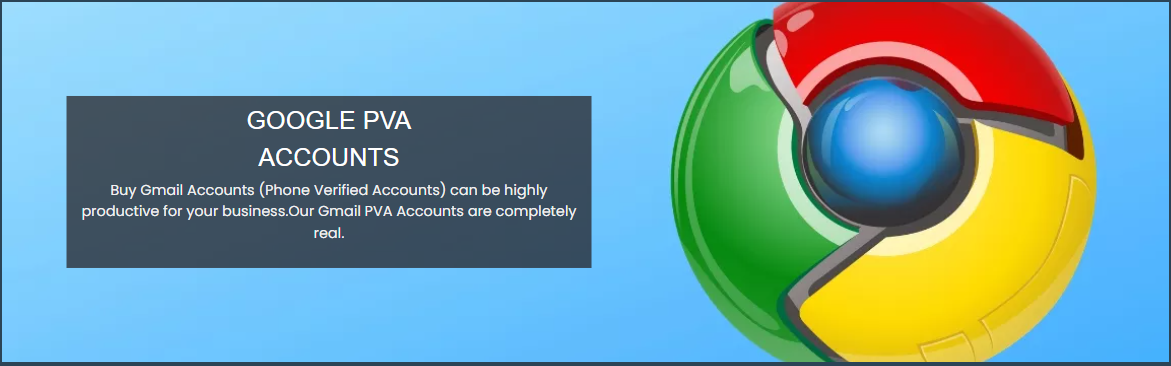 GOOGLE PVA
ACCOUNTS
Buy Gmail Accounts (Phone Verified Accounts) can be highly
productive for your business.Our Gmail PVA Accounts are completely
real.